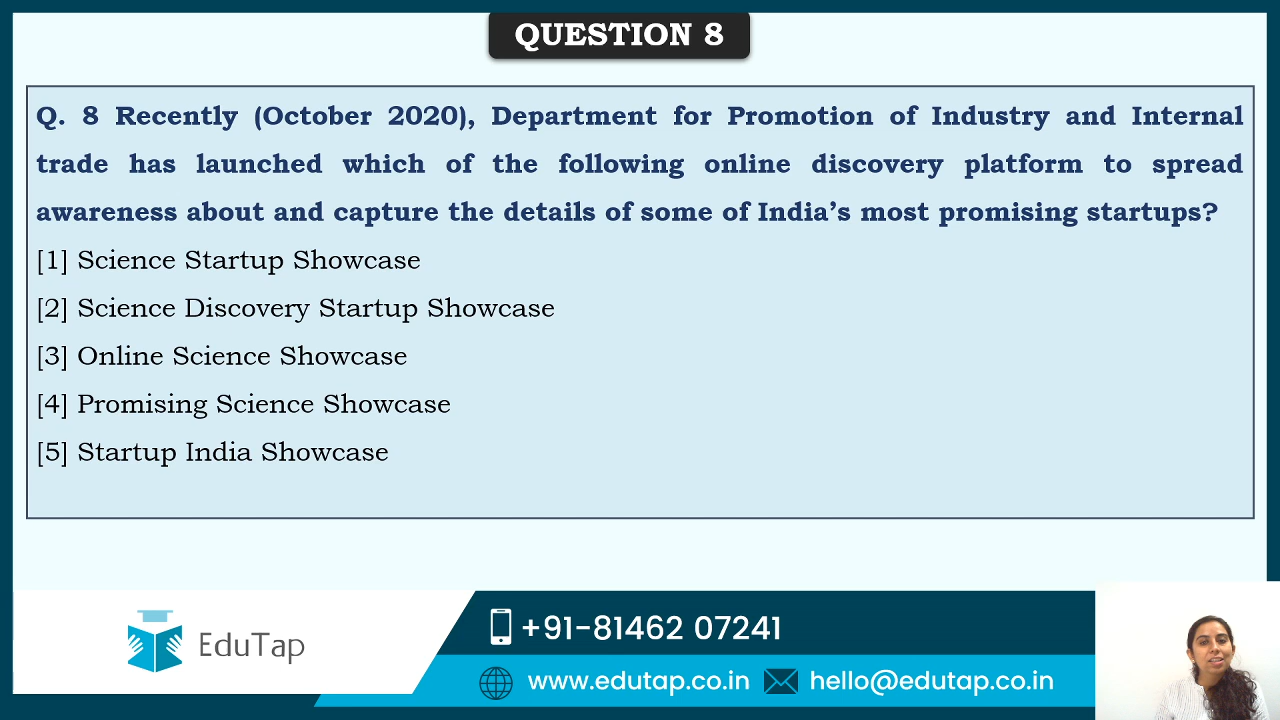 QUESTION 8
Q. 8 Recently (October 2020), Department for Promotion of Industry and Internal
trade has launched which of the following online discovery platform to spread
awareness about and capture the details of some of India’s most promising startups?
[1] Science Startup Showcase
[2] Science Discovery Startup Showcase
[3] Online Science Showcase
[4] Promising Science Showcase
[5] Startup India Showcase
EduTap
+91-81462 07241
www.edutap.co.in hello@edutap.co.in